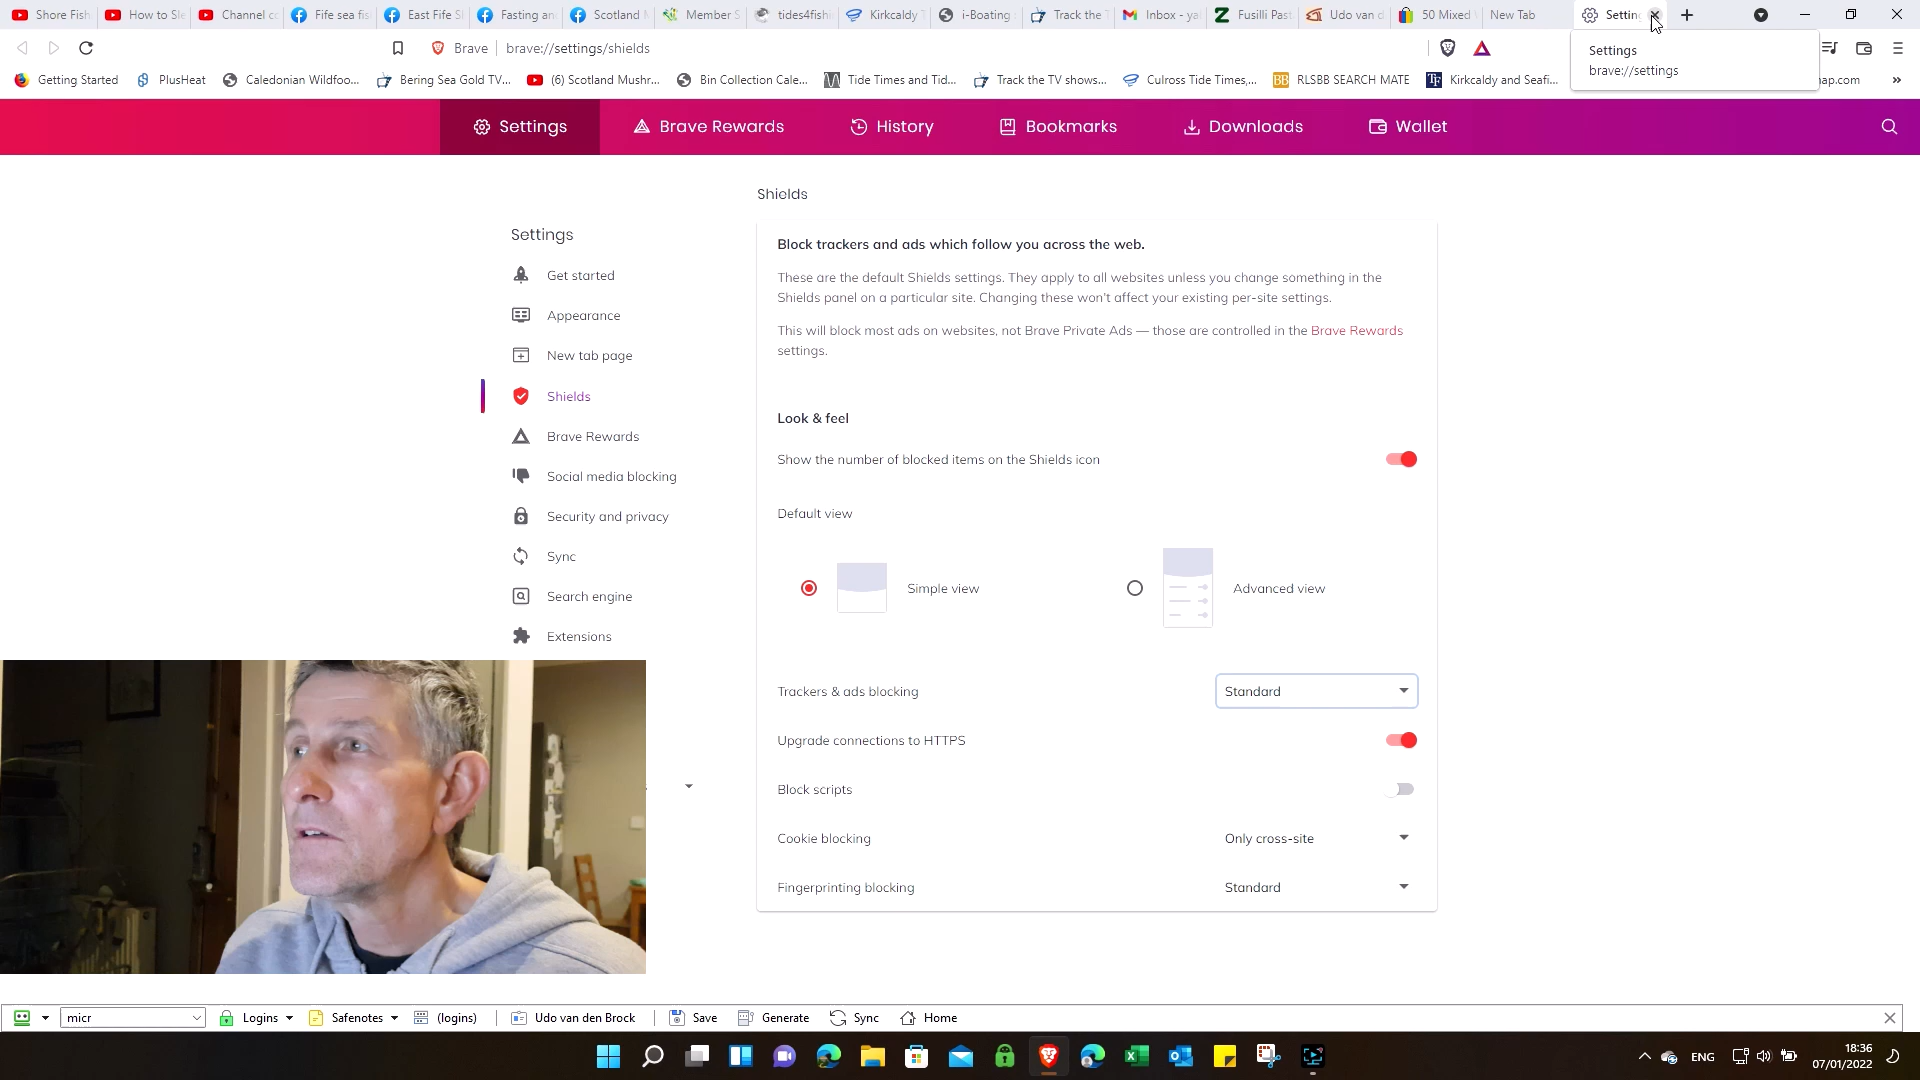 Shore Fish
How to Sle
Channel co
Fife sea fis
East Fife S
Fasting an
Scotland M
Member S
tides4fishi
Kirkcaldy T
i-Boating
Track the T
Inbox - ya
Fusilli Past
Udo van d
50 Mixed
New Tab
Setting
Brave
brave://settings/shields
Settings
brave://settings
Getting Started
PlusHeat
Caledonian Wildfoo...
Bering Sea Gold TV...
(6) Scotland Mushr...
Bin Collection Cale...
Tide Times and Tid...
Track the TV shows...
Culross Tide Times,...
BB
RLSBB SEARCH MATE
TF
Kirkcaldy and Seafi...
ap.com
»
Settings
Brave Rewards
History
Bookmarks
Downloads
Wallet
Shields
Settings
Get started
Appearance
New tab page
Shields
Brave Rewards
Social media blocking
Security and privacy
Sync
Search engine
Extensions
Block trackers and ads which follow you across the web.
These are the default Shields settings. They apply to all websites unless you change something in the
Shields panel on a particular site. Changing these won't affect your existing per-site settings.
This will block most ads on websites, not Brave Private Ads — those are controlled in the Brave Rewards
settings.
Look & feel
Show the number of blocked items on the Shields icon
Default view
Simple view
Advanced view
Trackers & ads blocking
Standard
Upgrade connections to HTTPS
Block scripts
Cookie blocking
Only cross-site
Fingerprinting blocking
Standard
micr
Logins
Safenotes
(logins)
Udo van den Brock
Save
Generate
Sync
Home
ENG
18:36
07/01/2022